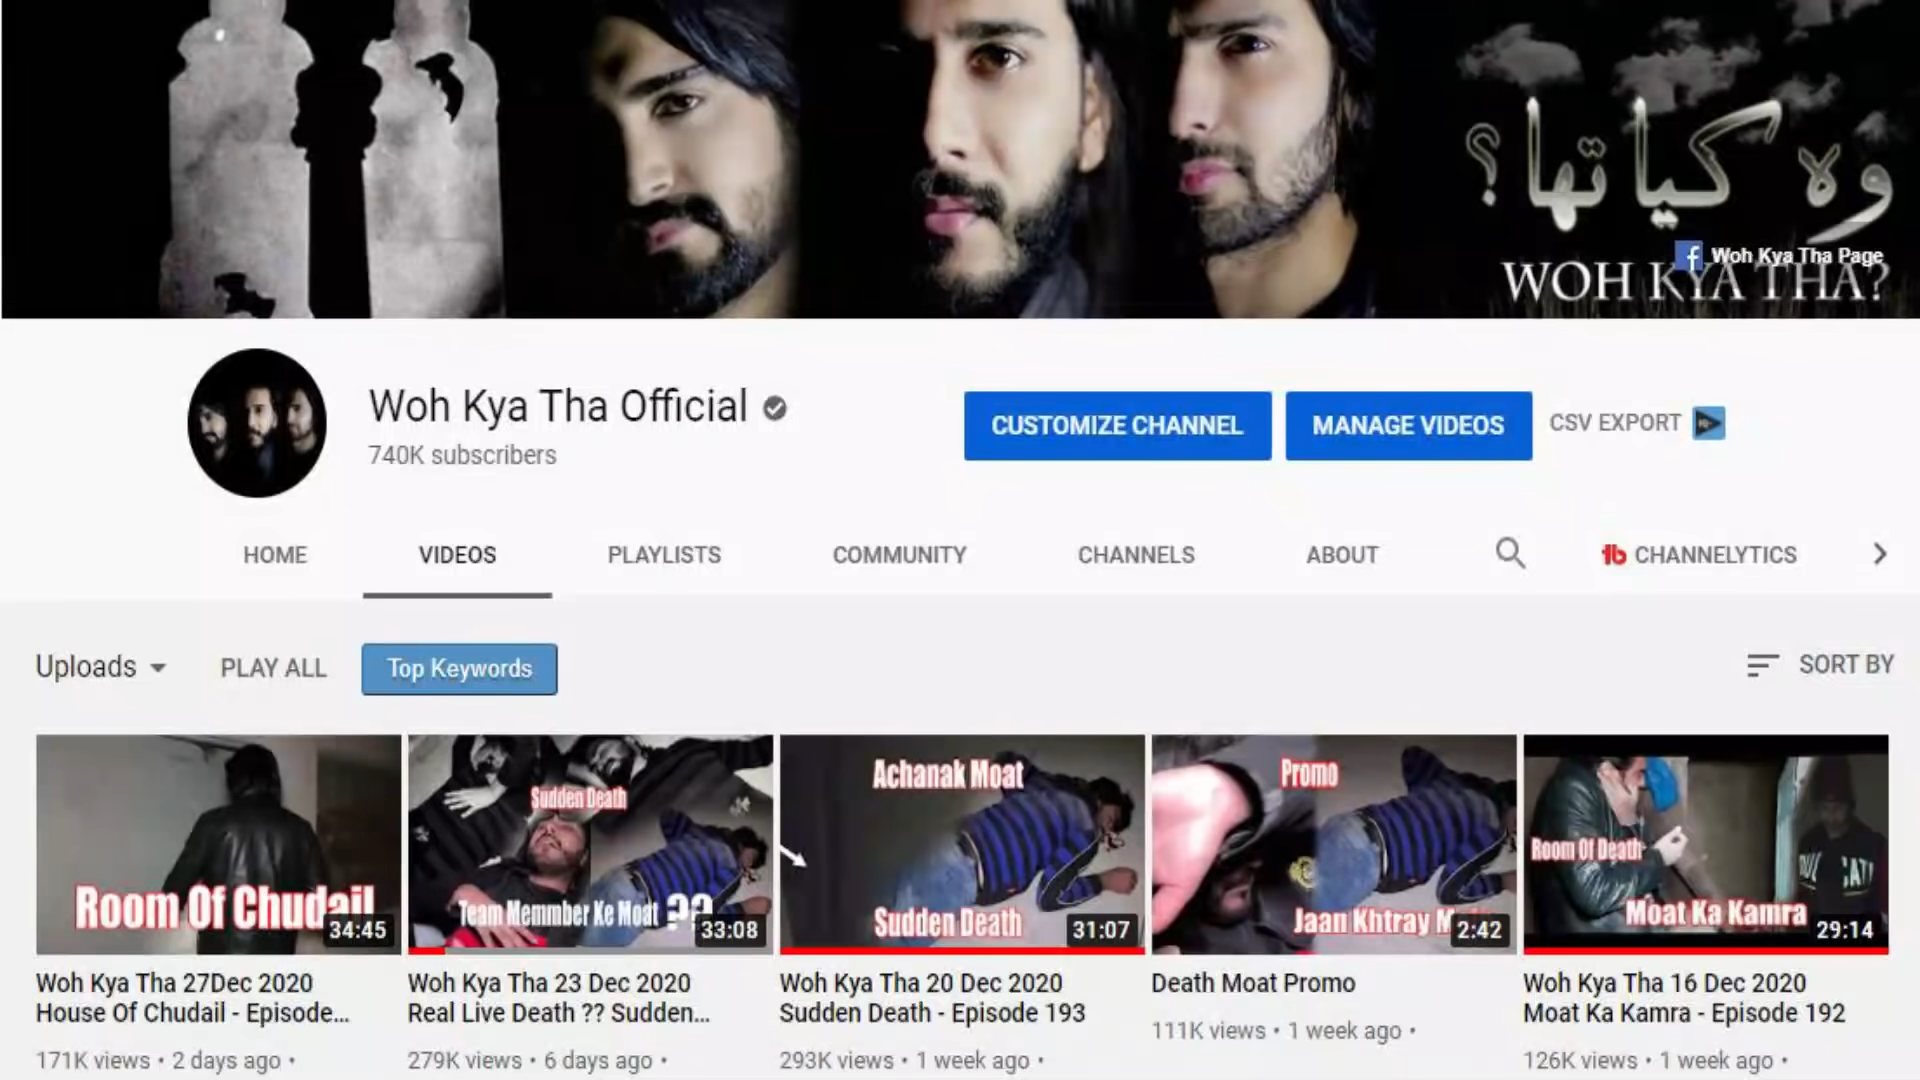 وہ کیا تھا؟
Woh Kya Tha Page
WOH KYA THA?
Woh Kya Tha Official
740K subscribers
CUSTOMIZE CHANNEL
MANAGE VIDEOS
CSV EXPORT
HOME
VIDEOS
PLAYLISTS
COMMUNITY
CHANNELS
ABOUT
tb CHANNELYTICS
Uploads
PLAY ALL
Top Keywords
SORT BY
Room Of Chudail
34:45
Sudden Death
Team Memmber Ke Moat ??
33:08
Achanak Moat
Sudden Death
31:07
Promo
Jaan Khtray
2:42
Room Of Death
Moat Ka Kamra
29:14
Woh Kya Tha 27Dec 2020
House Of Chudail - Episode...
171K views • 2 days ago •
Woh Kya Tha 23 Dec 2020
Real Live Death ?? Sudden...
279K views • 6 days ago •
Woh Kya Tha 20 Dec 2020
Sudden Death - Episode 193
293K views • 1 week ago •
Death Moat Promo
111K views • 1 week ago •
Woh Kya Tha 16 Dec 2020
Moat Ka Kamra - Episode 192
126K views • 1 week ago •